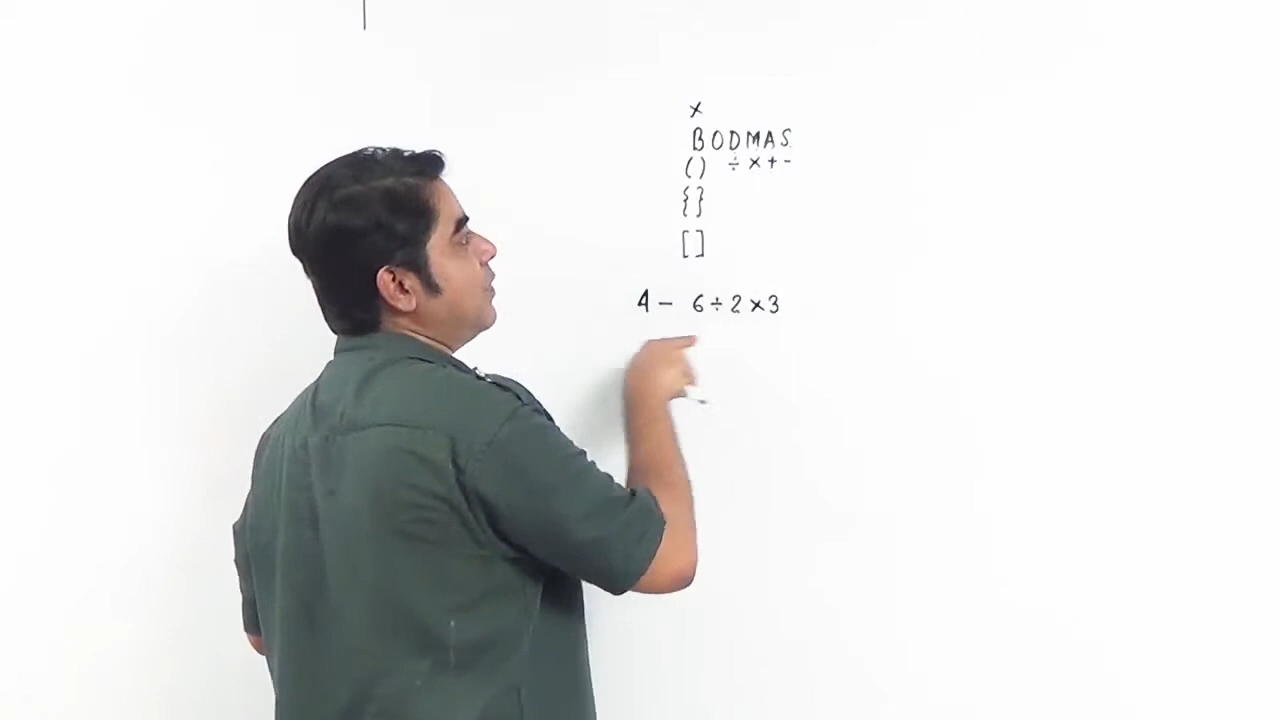 ×
BODMAS
() ÷ × + -
{}
[]
4 - 6 ÷ 2 × 3